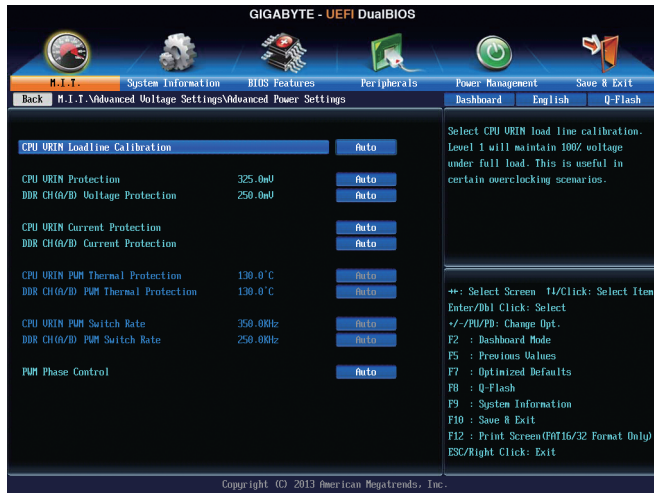 GIGABYTE - UEFI DualBIOS
M.I.T. System Information BIOS Features Peripherals Power Management Save & Exit
Back M.I.T.\Advanced Voltage Settings\Advanced Power Settings Dashboard English Q-Flash
CPU VRIN Loadline Calibration Auto
CPU VRIN Protection 325.0mV Auto
DDR CH(A/B) Voltage Protection 250.0mV Auto
CPU VRIN Current Protection Auto
DDR CH(A/B) Current Protection Auto
CPU VRIN PWM Thermal Protection 130.0°C Auto
DDR CH(A/B) PWM Thermal Protection 130.0°C Auto
CPU VRIN PWM Switch Rate 350.0KHz Auto
DDR CH(A/B) PWM Switch Rate 250.0KHz Auto
PWM Phase Control Auto
Select CPU VRIN load line calibration.
Level 1 will maintain 100% voltage
under full load. This is useful in
certain overclocking scenarios.
↔: Select Screen ↑↓/Click: Select Item
Enter/Dbl Click: Select
+/-/PU/PD: Change Opt.
F2 : Dashboard Mode
F5 : Previous Values
F7 : Optimized Defaults
F8 : Q-Flash
F9 : System Information
F10 : Save & Exit
F12 : Print Screen(FAT16/32 Format Only)
ESC/Right Click: Exit
Copyright (C) 2013 American Megatrends, Inc.